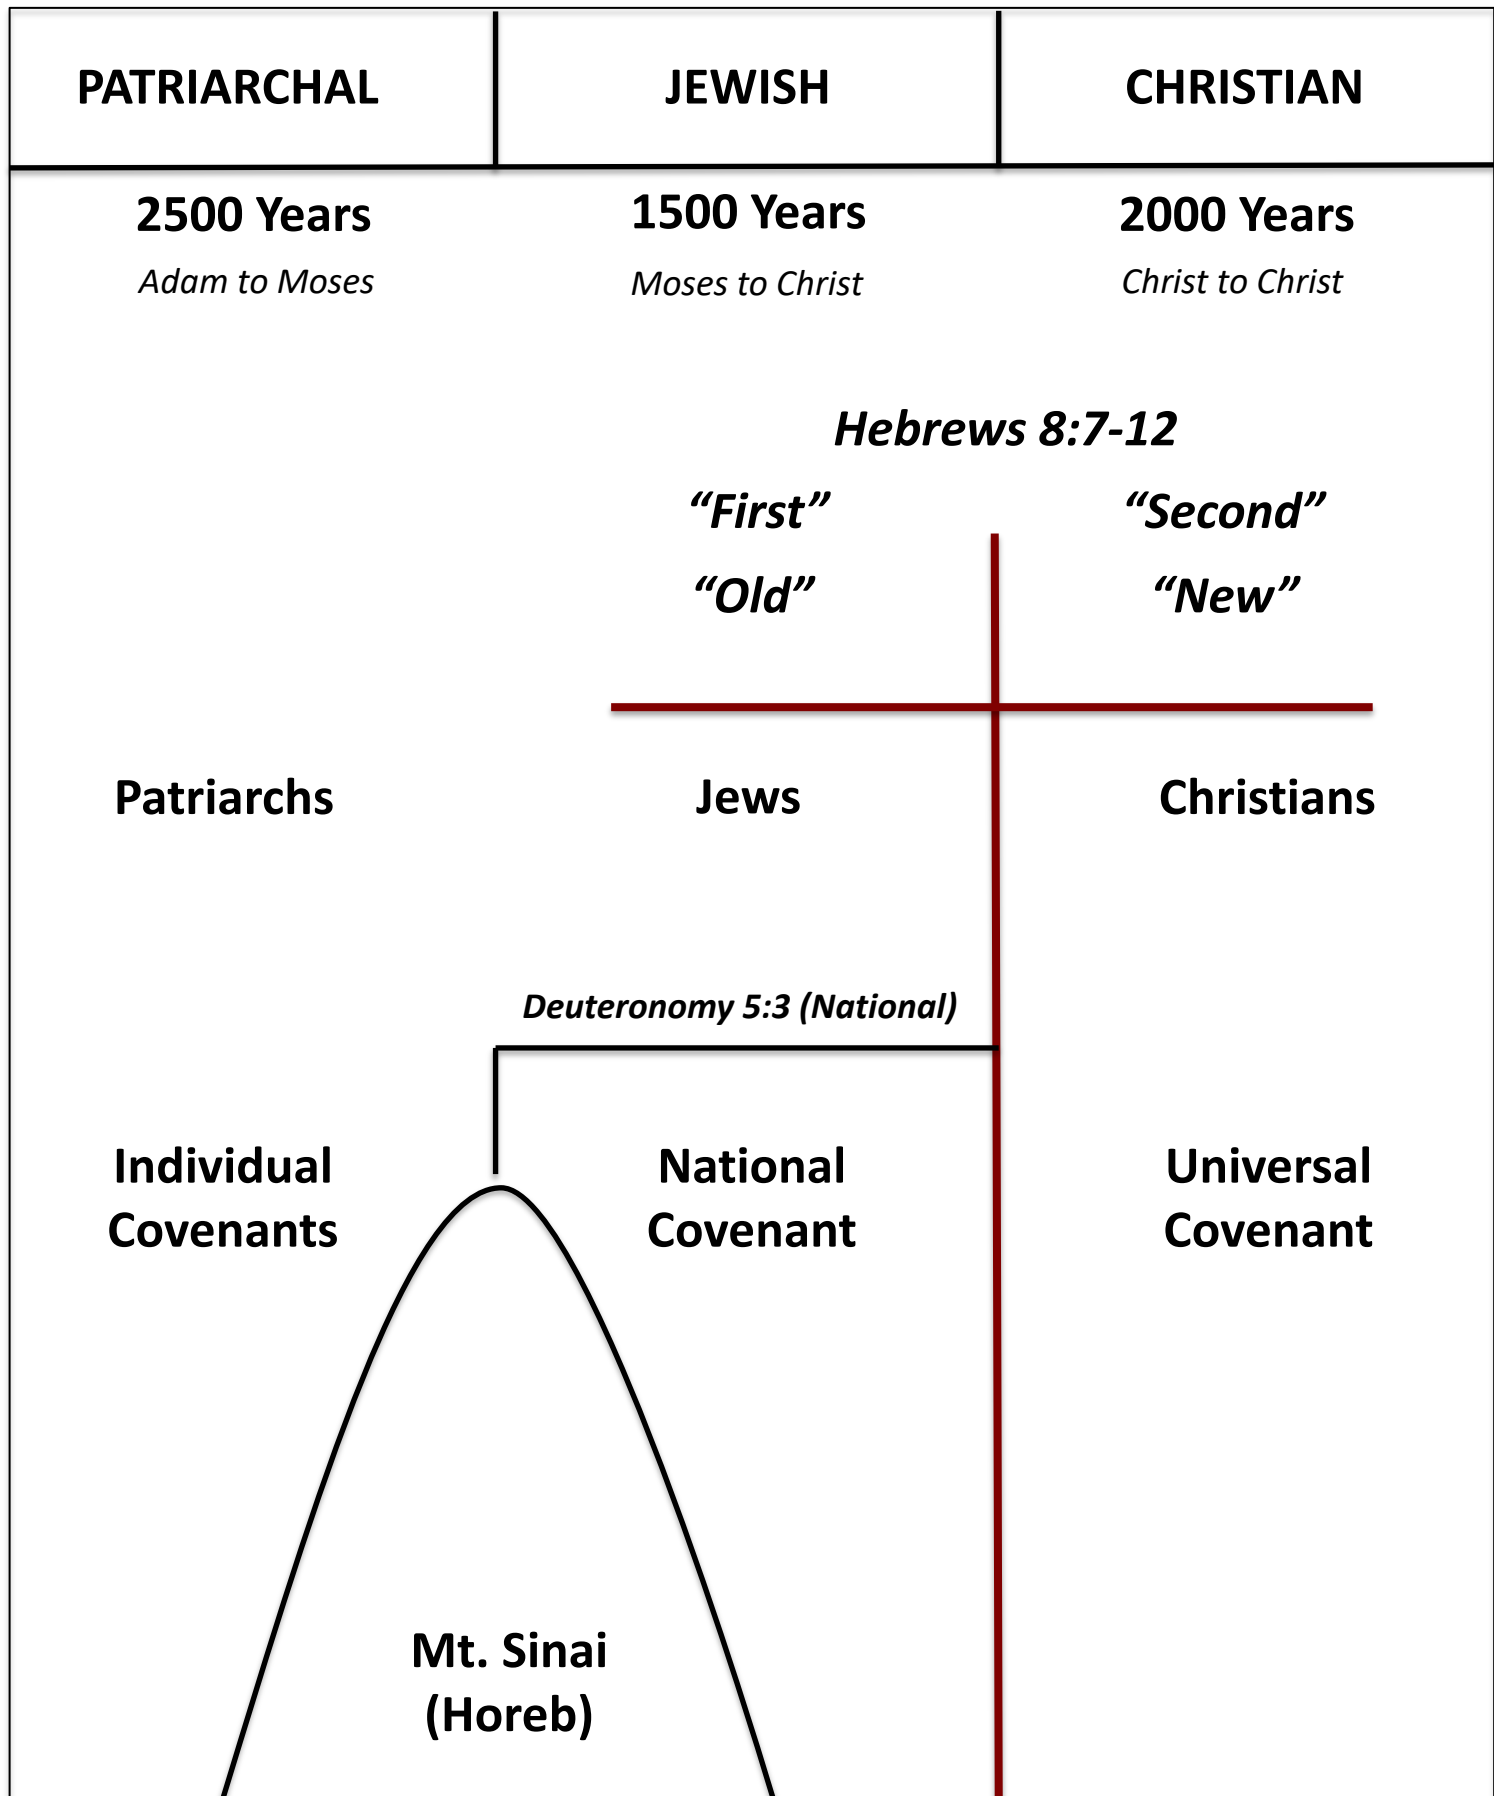 PATRIARCHAL
JEWISH
CHRISTIAN
2500 Years
1500 Years
2000 Years
Adam to Moses
Moses to Christ
Christ to Christ
Hebrews 8:7-12
“First”
“Second”
“Old”
“New”
Patriarchs
Jews
Christians
Deuteronomy 5:3 (National)
Individual
Covenants
National
Covenant
Universal
Covenant
Mt. Sinai
(Horeb)